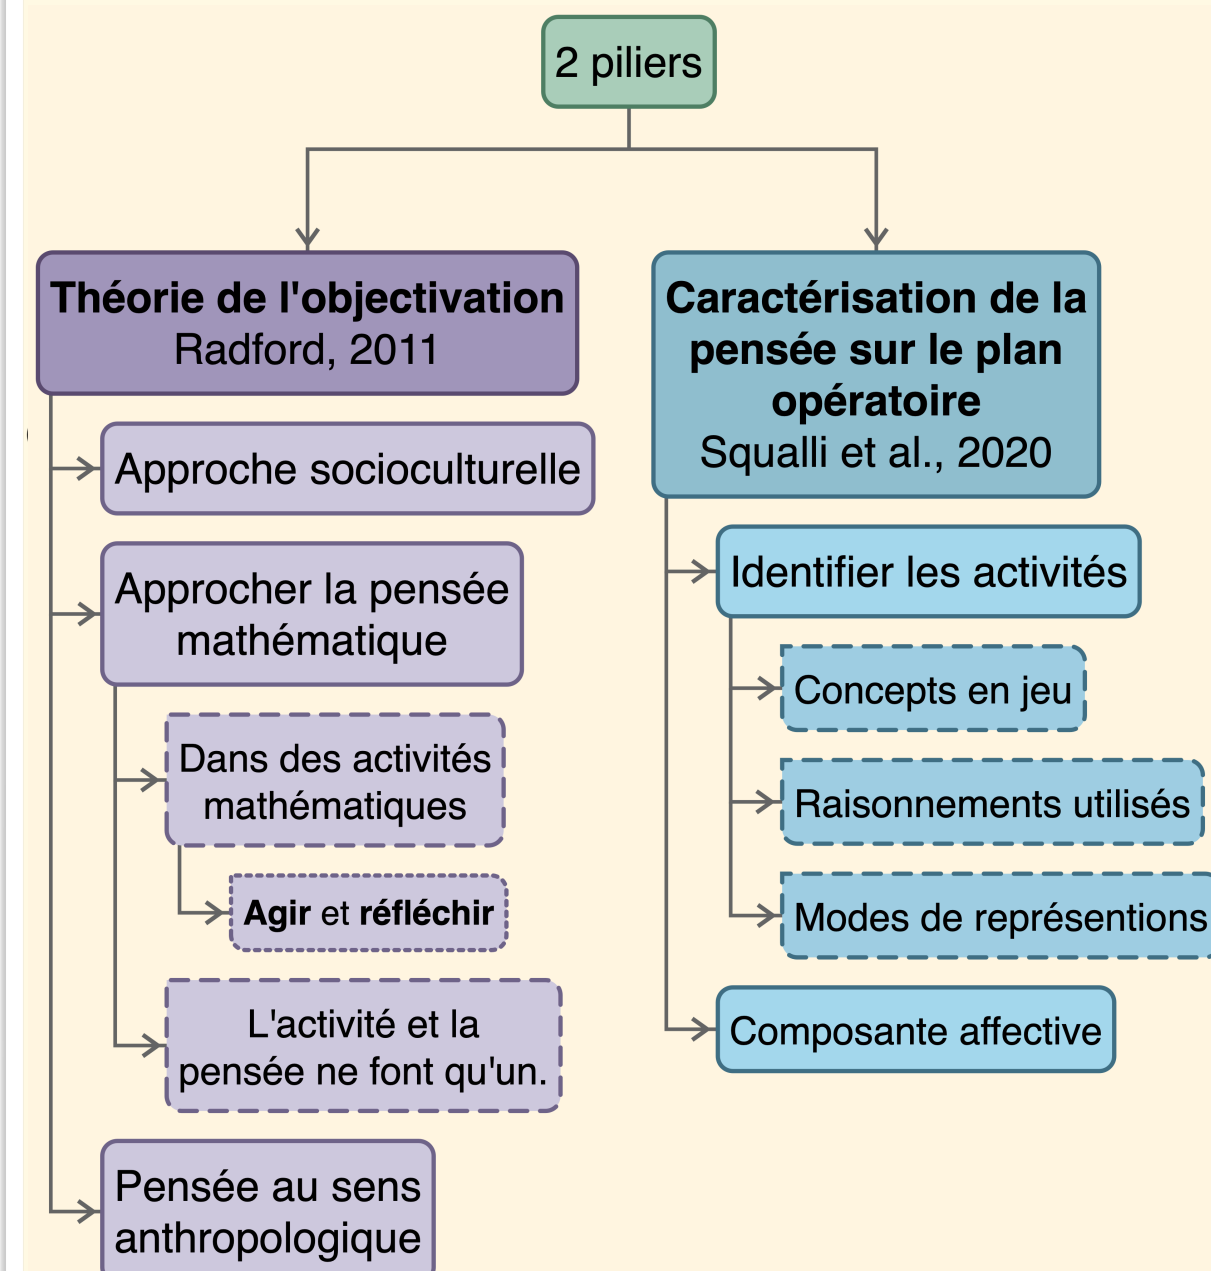 2 piliers
Théorie de l'objectivation
Radford, 2011
Approche socioculturelle
Approcher la pensée
mathématique
Dans des activités
mathématiques
Agir et réfléchir
L'activité et la
pensée ne font qu'un.
Pensée au sens
anthropologique
Caractérisation de la
pensée sur le plan
opératoire
Squalli et al., 2020
Identifier les activités
Concepts en jeu
Raisonnements utilisés
Modes de représentions
Composante affective